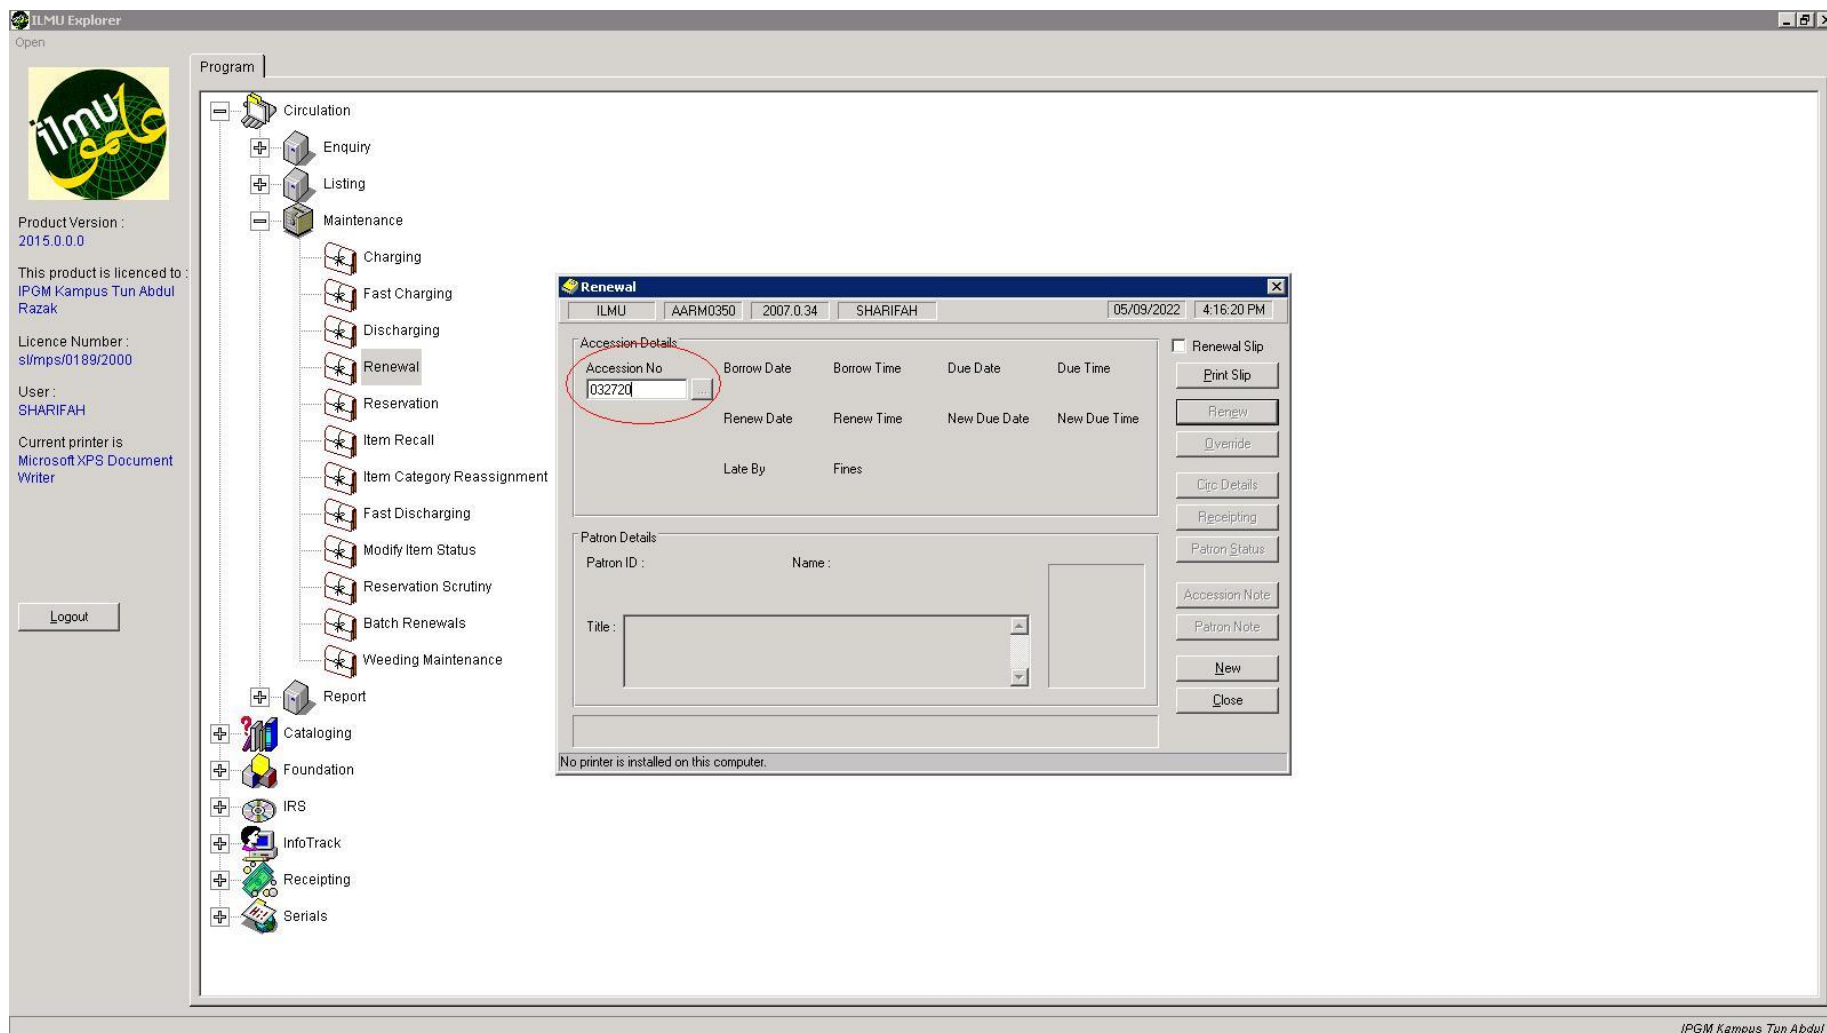 ILMU Explorer
Open
ilmu
علمو
Product Version :
2015.0.0.0
This product is licenced to :
IPGM Kampus Tun Abdul
Razak
Licence Number :
sl/mps/0189/2000
User :
SHARIFAH
Current printer is
Microsoft XPS Document
Writer
Logout
Program
Circulation
Enquiry
Listing
Maintenance
Charging
Fast Charging
Discharging
Renewal
Reservation
Item Recall
Item Category Reassignment
Fast Discharging
Modify Item Status
Reservation Scrutiny
Batch Renewals
Weeding Maintenance
Report
Cataloging
Foundation
IRS
InfoTrack
Receipting
Serials
Renewal
ILMU AARM0350 2007.0.34 SHARIFAH 05/09/2022 4:16:20 PM
Accession Details
Accession No Borrow Date Borrow Time Due Date Due Time
032720 ...
Renew Date Renew Time New Due Date New Due Time
Late By Fines
Patron Details
Patron ID : Name :
Title :
Renewal Slip
Print Slip
Renew
Override
Circ Details
Receipting
Patron Status
Accession Note
Patron Note
New
Close
No printer is installed on this computer.
IPGM Kampus Tun Abdul